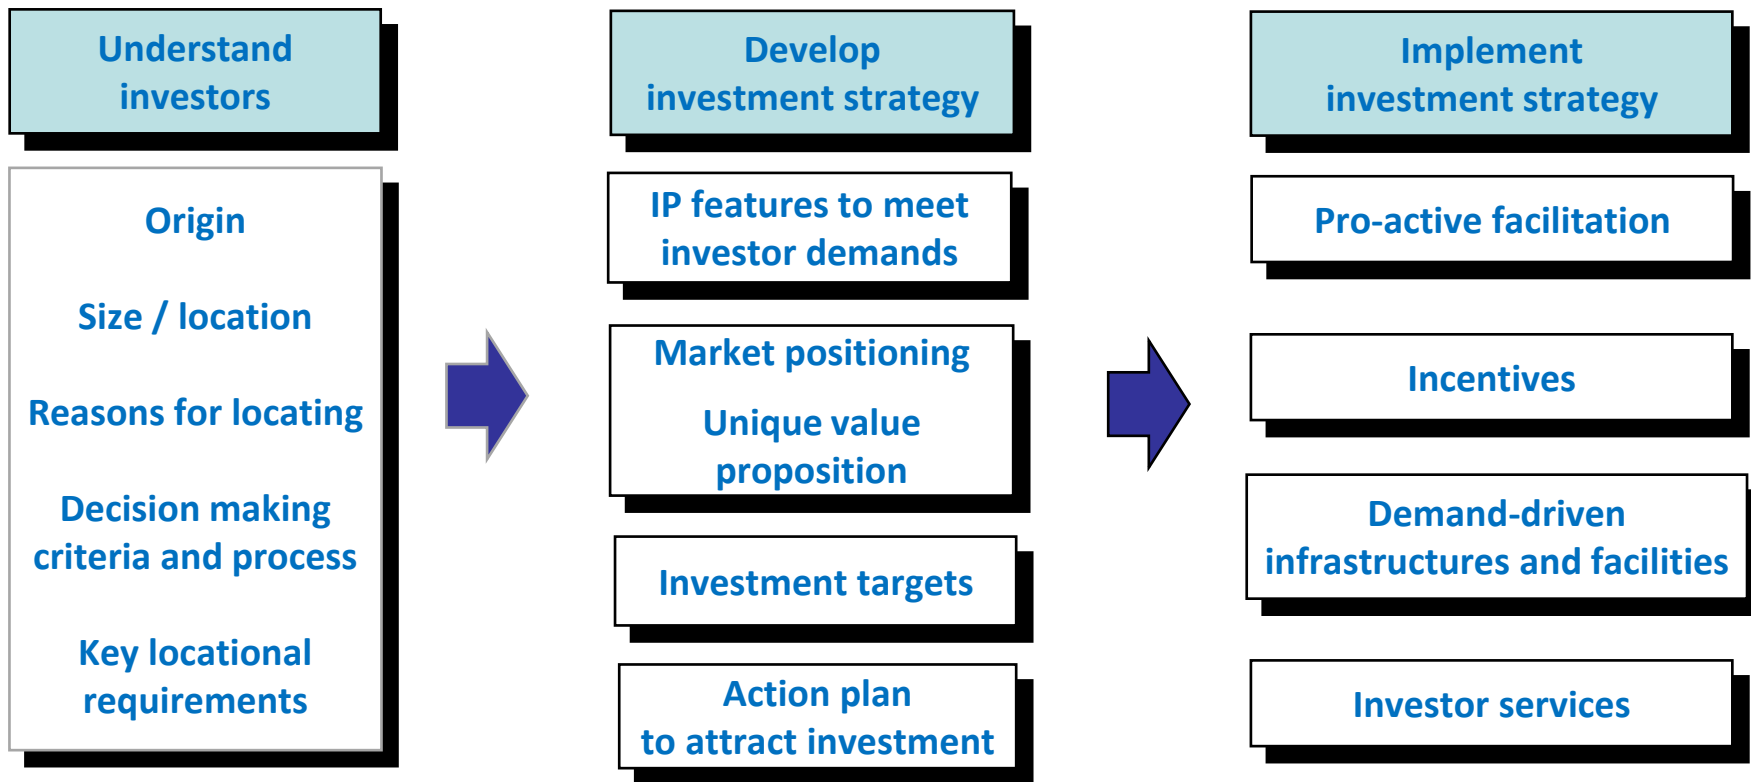 Understand
investors
Origin
Size / location
Reasons for locating
Decision making
criteria and process
Key locational
requirements
Develop
investment strategy
IP features to meet
investor demands
Market positioning
Unique value
proposition
Investment targets
Action plan
to attract investment
Implement
investment strategy
Pro-active facilitation
Incentives
Demand-driven
infrastructures and facilities
Investor services